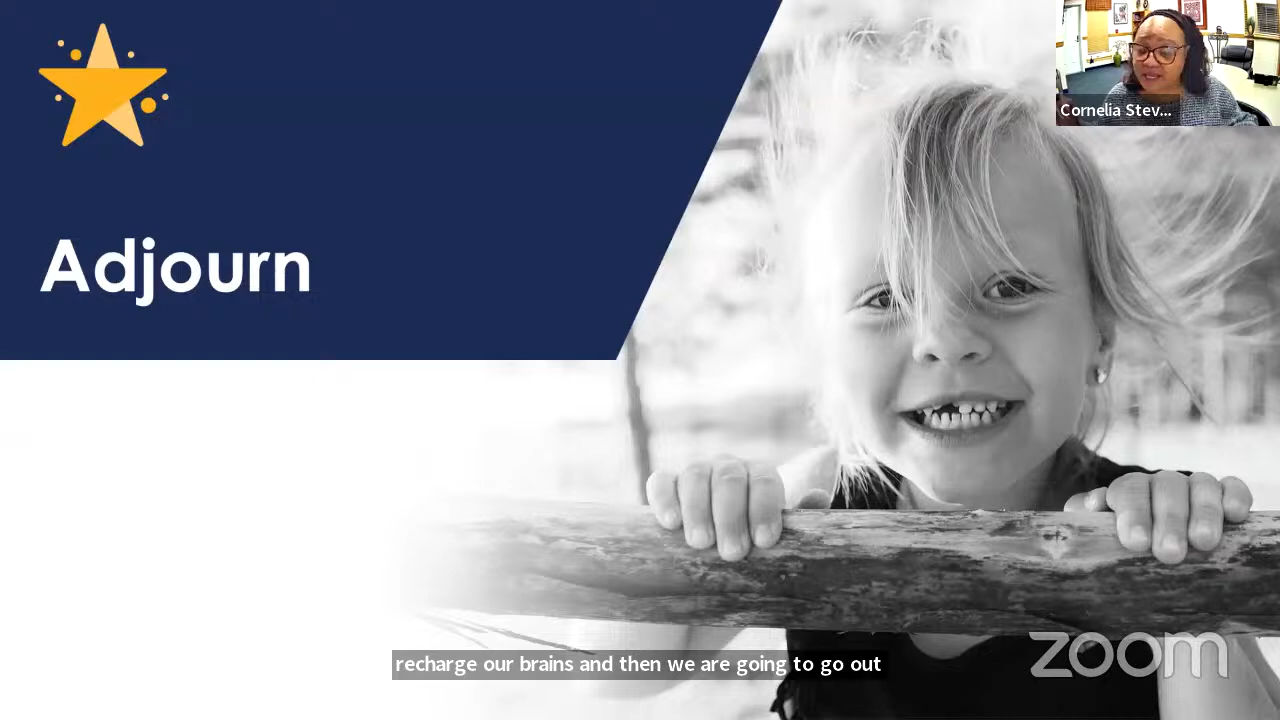 Cornelia Stev...
Adjourn
recharge our brains and then we are going to go out
zoom